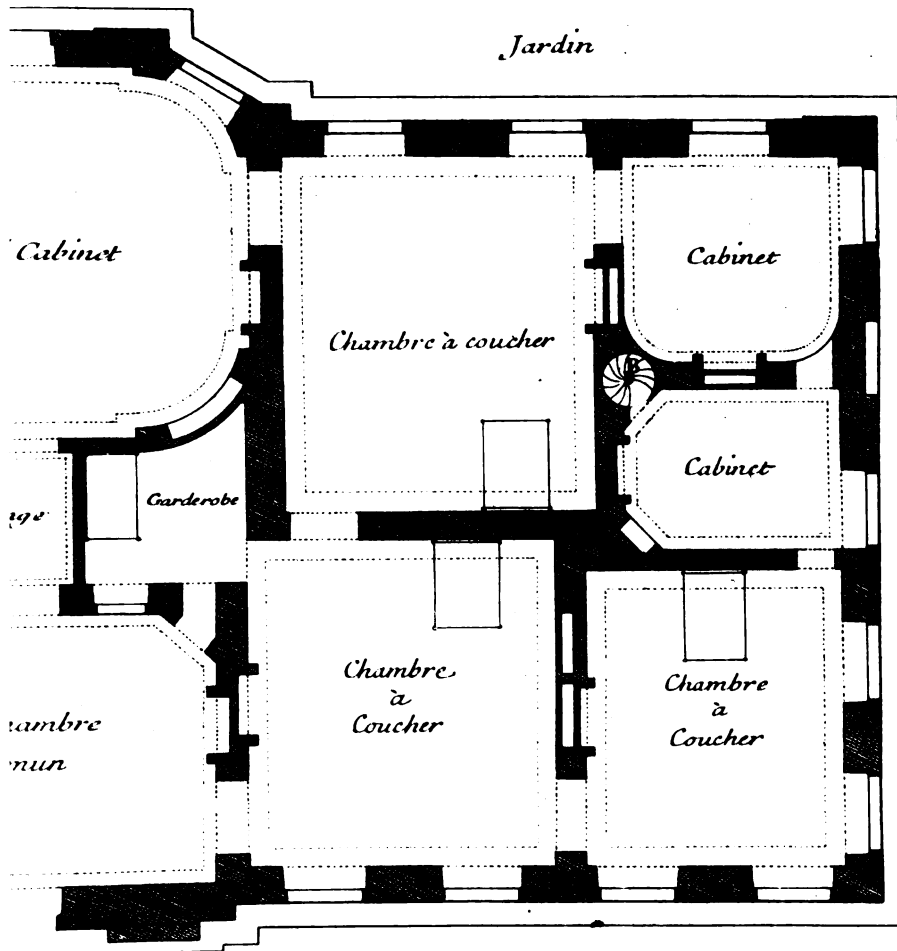 Jardin
Cabinet
Cabinet
Chambre à coucher
Cabinet
Garderobe
Chambre
à
Coucher
Chambre
à
Coucher